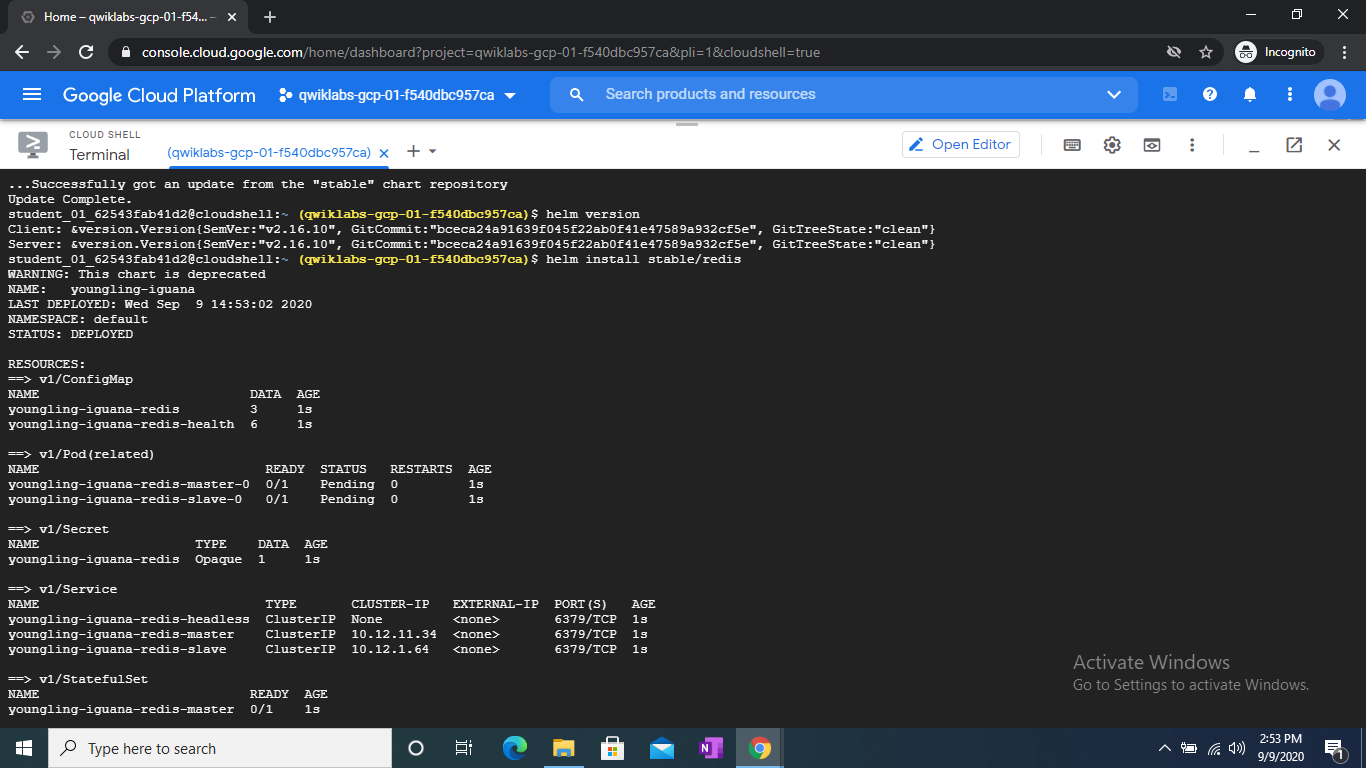 Home – qwiklabs-gcp-01-f54... –
console.cloud.google.com/home/dashboard?project=qwiklabs-gcp-01-f540dbc957ca&pli=1&cloudshell=true
Incognito
Google Cloud Platform
qwiklabs-gcp-01-f540dbc957ca
Search products and resources
CLOUD SHELL
Terminal
(qwiklabs-gcp-01-f540dbc957ca)
Open Editor
...Successfully got an update from the "stable" chart repository
Update Complete.
student_01_62543fab41d2@cloudshell:~ (qwiklabs-gcp-01-f540dbc957ca)$ helm version
Client: &version.Version{SemVer:"v2.16.10", GitCommit:"bceca24a91639f045f22ab0f41e47589a932cf5e", GitTreeState:"clean"}
Server: &version.Version{SemVer:"v2.16.10", GitCommit:"bceca24a91639f045f22ab0f41e47589a932cf5e", GitTreeState:"clean"}
student_01_62543fab41d2@cloudshell:~ (qwiklabs-gcp-01-f540dbc957ca)$ helm install stable/redis
WARNING: This chart is deprecated
NAME:   youngling-iguana
LAST DEPLOYED: Wed Sep  9 14:53:02 2020
NAMESPACE: default
STATUS: DEPLOYED
RESOURCES:
==> v1/ConfigMap
NAME                           DATA  AGE
youngling-iguana-redis         3     1s
youngling-iguana-redis-health  6     1s
==> v1/Pod(related)
NAME                             READY  STATUS   RESTARTS  AGE
youngling-iguana-redis-master-0  0/1    Pending  0         1s
youngling-iguana-redis-slave-0   0/1    Pending  0         1s
==> v1/Secret
NAME                    TYPE    DATA  AGE
youngling-iguana-redis  Opaque  1     1s
==> v1/Service
NAME                             TYPE       CLUSTER-IP   EXTERNAL-IP  PORT(S)   AGE
youngling-iguana-redis-headless  ClusterIP  None         <none>       6379/TCP  1s
youngling-iguana-redis-master    ClusterIP  10.12.11.34  <none>       6379/TCP  1s
youngling-iguana-redis-slave     ClusterIP  10.12.1.64   <none>       6379/TCP  1s
==> v1/StatefulSet
NAME                           READY  AGE
youngling-iguana-redis-master  0/1    1s
Activate Windows
Go to Settings to activate Windows.
Type here to search
2:53 PM
9/9/2020
1